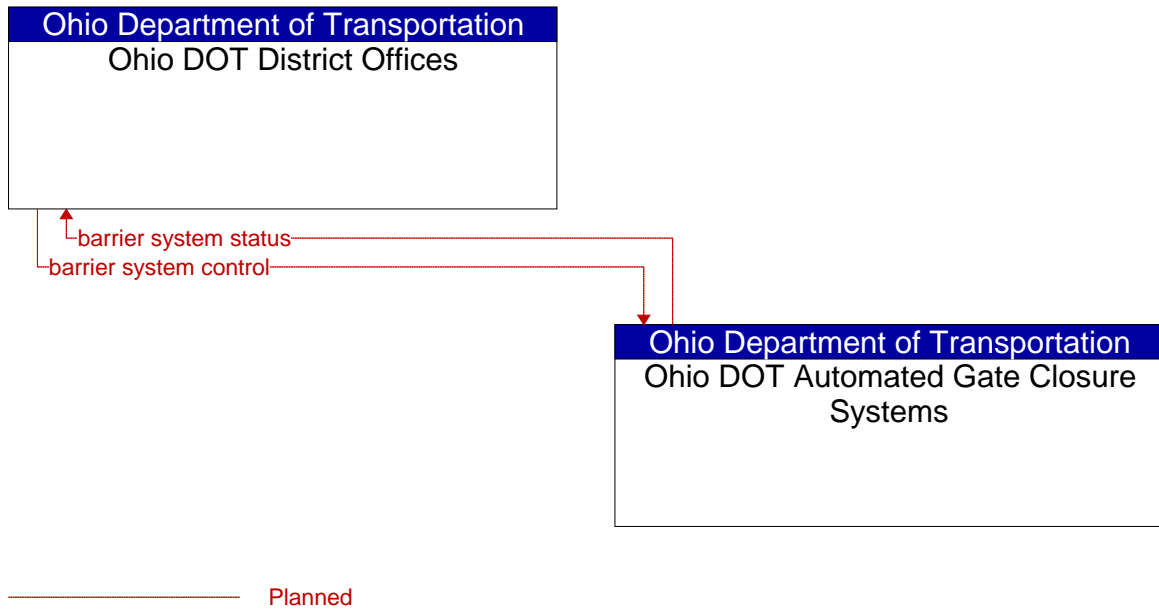 Ohio Department of Transportation
Ohio DOT District Offices
barrier system status
barrier system control
Ohio Department of Transportation
Ohio DOT Automated Gate Closure
Systems
Planned